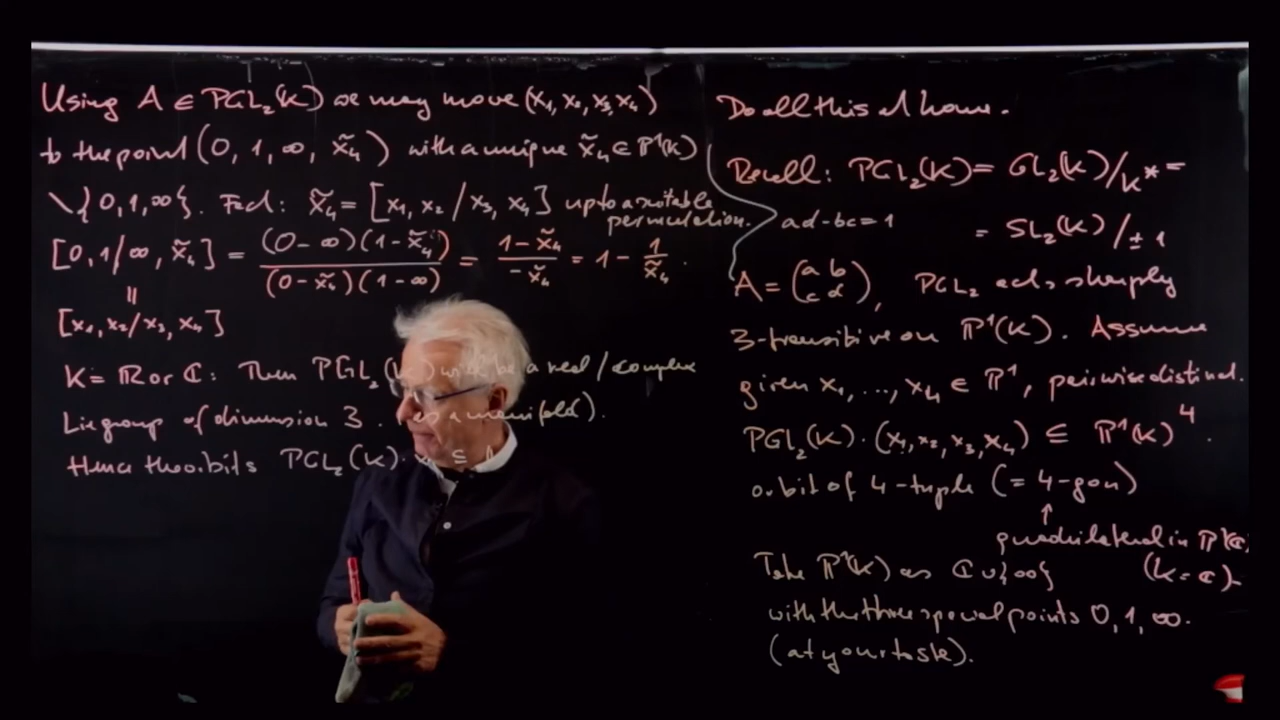 Using A ∈ PGL₂(K) we may move (x₁, x₂, x₃, x₄)
to the point (0, 1, ∞, x̃₄) with a unique x̃₄ ∈ P¹(K)
\{0,1,∞}. Fact: x̃₄ = [x₁, x₂ / x₃, x₄] up to a suitable
permutation.
[0, 1 / ∞, x̃₄] = (0-∞)(1-x̃₄) / (0-x̃₄)(1-∞) = 1-x̃₄ / -x̃₄ = 1 - 1/x̃₄ .
=
[x₁, x₂ / x₃, x₄]
K = ℝ or ℂ: Then PGL₂(K) will be a real / complex
Lie group of dimension 3. as a manifold).
Hence the orbits PGL₂(K) ⊆
Do all this at home.
Recall: PGL₂(K) = GL₂(K)/K* =
ad-bc=1 = SL₂(K)/±1
A = (a b
c d), PGL₂ acts sharply
3-transitive on P¹(K). Assume
given x₁, ..., x₄ ∈ P¹, pairwise distinct.
PGL₂(K)·(x₁, x₂, x₃, x₄) ⊆ P¹(K)⁴.
orbit of 4-tuple (= 4-gon)
↑
quadrilateral in P¹(ℂ)
Take P¹(K) as ℂ ∪ {∞} (K = ℂ).
with the three special points 0, 1, ∞.
(at your taste).